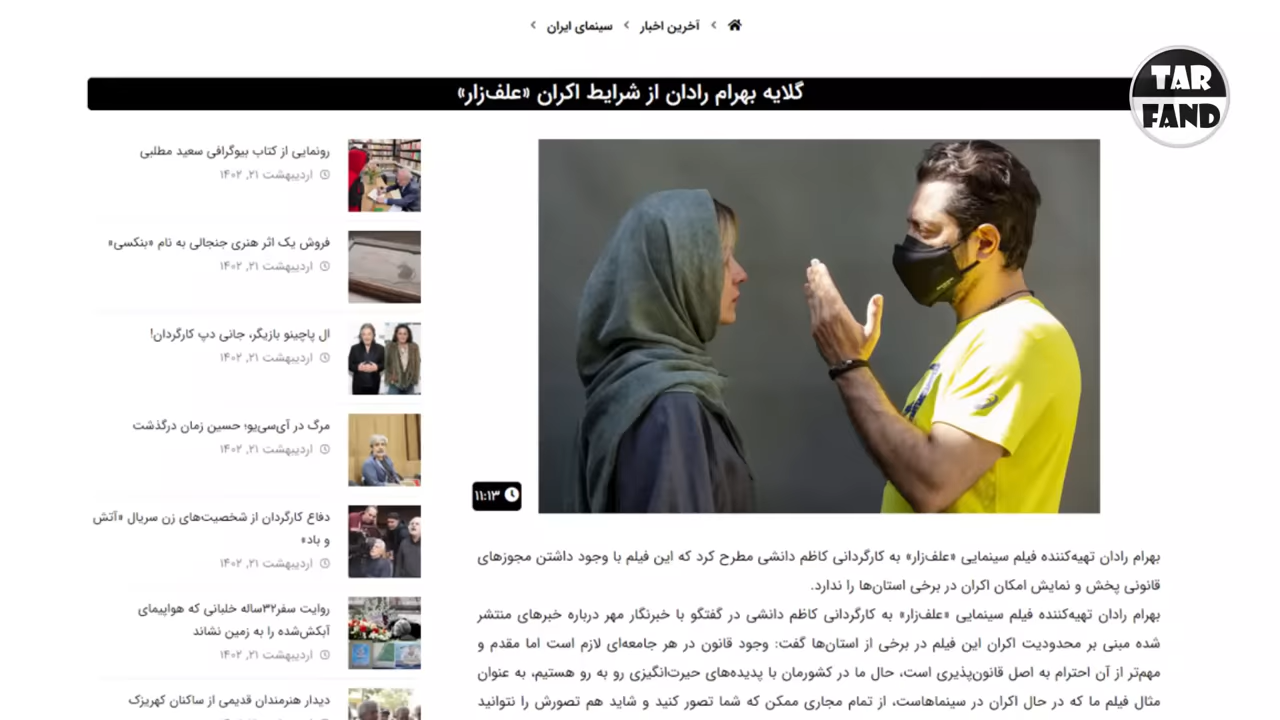 آخرین اخبار
سینمای ایران
TAR
FAND
گلایه بهرام رادان از شرایط اکران «علف‌زار»
۱۱:۱۳
بهرام رادان تهیه‌کننده فیلم سینمایی «علف‌زار» به کارگردانی کاظم دانشی مطرح کرد که این فیلم با وجود داشتن مجوزهای
قانونی پخش و نمایش امکان اکران در برخی استان‌ها را ندارد.
بهرام رادان تهیه‌کننده فیلم سینمایی «علف‌زار» به کارگردانی کاظم دانشی در گفتگو با خبرنگار مهر درباره خبرهای منتشر
شده مبنی بر محدودیت اکران این فیلم در برخی از استان‌ها گفت: وجود قانون در هر جامعه‌ای لازم است اما مقدم و
مهم‌تر از آن احترام به اصل قانون‌پذیری است، حال ما در کشورمان با پدیده‌های حیرت‌انگیزی رو به رو هستیم، به عنوان
مثال فیلم ما که در حال اکران در سینماهاست، از تمام مجاری ممکن که شما تصور کنید و شاید هم تصورش را نتوانید
رونمایی از کتاب بیوگرافی سعید مطلبی
اردیبهشت ۲۱, ۱۴۰۲
فروش یک اثر هنری جنجالی به نام «بنکسی»
اردیبهشت ۲۱, ۱۴۰۲
ال پاچینو بازیگر، جانی دپ کارگردان!
اردیبهشت ۲۱, ۱۴۰۲
مرگ در آی‌سی‌یو؛ حسین زمان درگذشت
اردیبهشت ۲۱, ۱۴۰۲
دفاع کارگردان از شخصیت‌های زن سریال «آتش
و باد»
اردیبهشت ۲۱, ۱۴۰۲
روایت سفر۳۲ساله خلبانی که هواپیمای
آبکش‌شده را به زمین نشاند
اردیبهشت ۲۱, ۱۴۰۲
دیدار هنرمندان قدیمی از ساکنان کهریزک